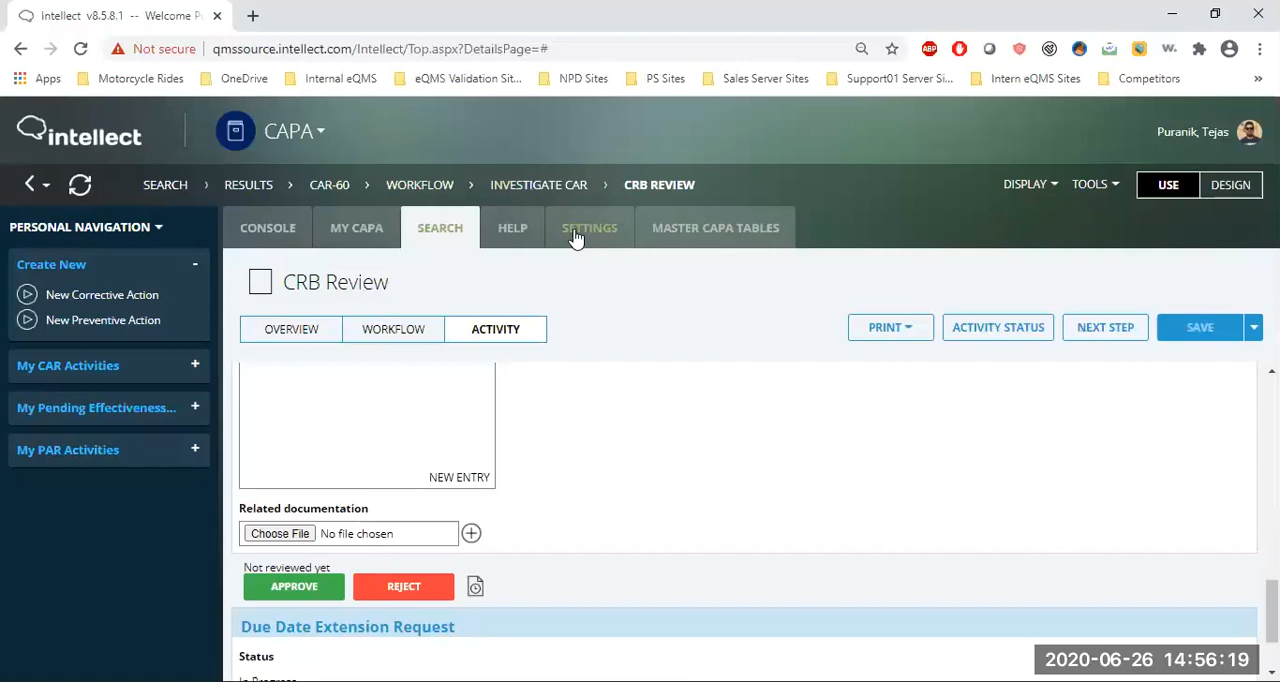 Intellect v8.5.8.1 -- Welcome P
Not secure qmssource.intellect.com/Intellect/Top.aspx?DetailsPage=#
ABP W.
Apps Motorcycle Rides OneDrive Internal eQMS eQMS Validation Sit... NPD Sites PS Sites Sales Server Sites Support01 Server Si... Intern eQMS Sites Competitors »
intellect CAPA Puranik, Tejas
SEARCH › RESULTS › CAR-60 › WORKFLOW › INVESTIGATE CAR › CRB REVIEW DISPLAY TOOLS USE DESIGN
PERSONAL NAVIGATION CONSOLE MY CAPA SEARCH HELP SETTINGS MASTER CAPA TABLES
Create New -
New Corrective Action
New Preventive Action
My CAR Activities +
My Pending Effectiveness... +
My PAR Activities +
CRB Review
OVERVIEW WORKFLOW ACTIVITY PRINT ACTIVITY STATUS NEXT STEP SAVE
NEW ENTRY
Related documentation
Choose File No file chosen
Not reviewed yet
APPROVE REJECT
Due Date Extension Request
Status
In Progress
2020-06-26 14:56:19